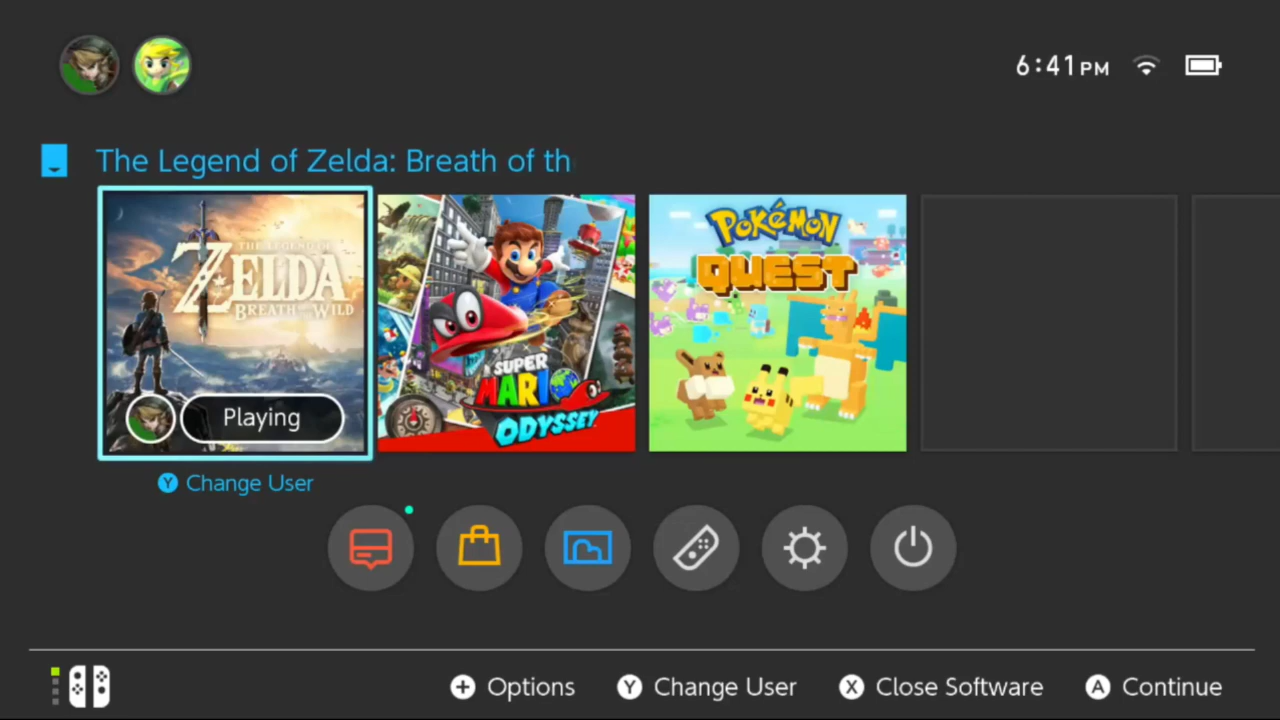 6:41PM
The Legend of Zelda: Breath of th
THE LEGEND OF
ZELDA
BREATH OF THE WILD
Playing
SUPER
MARIO
ODYSSEY
POKéMON
QUEST
Y Change User
+ Options
Y Change User
X Close Software
A Continue